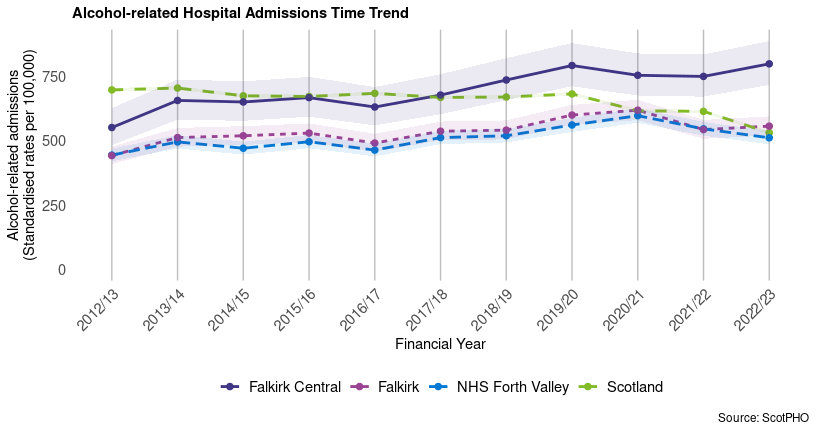 Alcohol-related Hospital Admissions Time Trend
Alcohol-related admissions
(Standardised rates per 100,000)
750
500
250
0
2012/13
2013/14
2014/15
2015/16
2016/17
2017/18
2018/19
2019/20
2020/21
2021/22
2022/23
Financial Year
Falkirk Central
Falkirk
NHS Forth Valley
Scotland
Source: ScotPHO